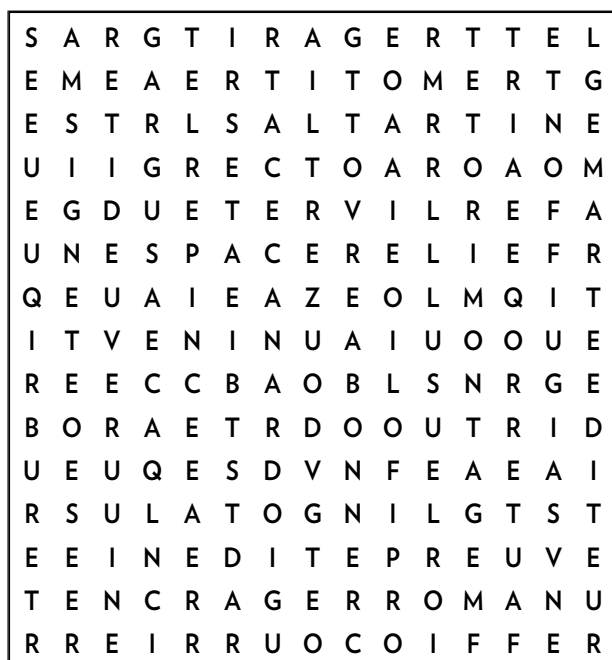 S A R G T I R A G E R T T E L
E M E A E R T I T O M E R T G
E S T R L S A L T A R T I N E
U I I G R E C T O A R O A O M
E G D U E T E R V I L R E F A
U N E S P A C E R E L I E F R
Q E U A I E A Z E O L M Q I T
I T V E N I N U A I U O O U E
R E E C C B A O B L S N R G E
B O R A E T R D O O U T R I D
U E U Q E S D V N F E A E A I
R S U L A T O G N I L G T S T
E E I N E D I T E P R E U V E
T E N C R A G E R R O M A N U
R R E I R R U O C O I F F E R